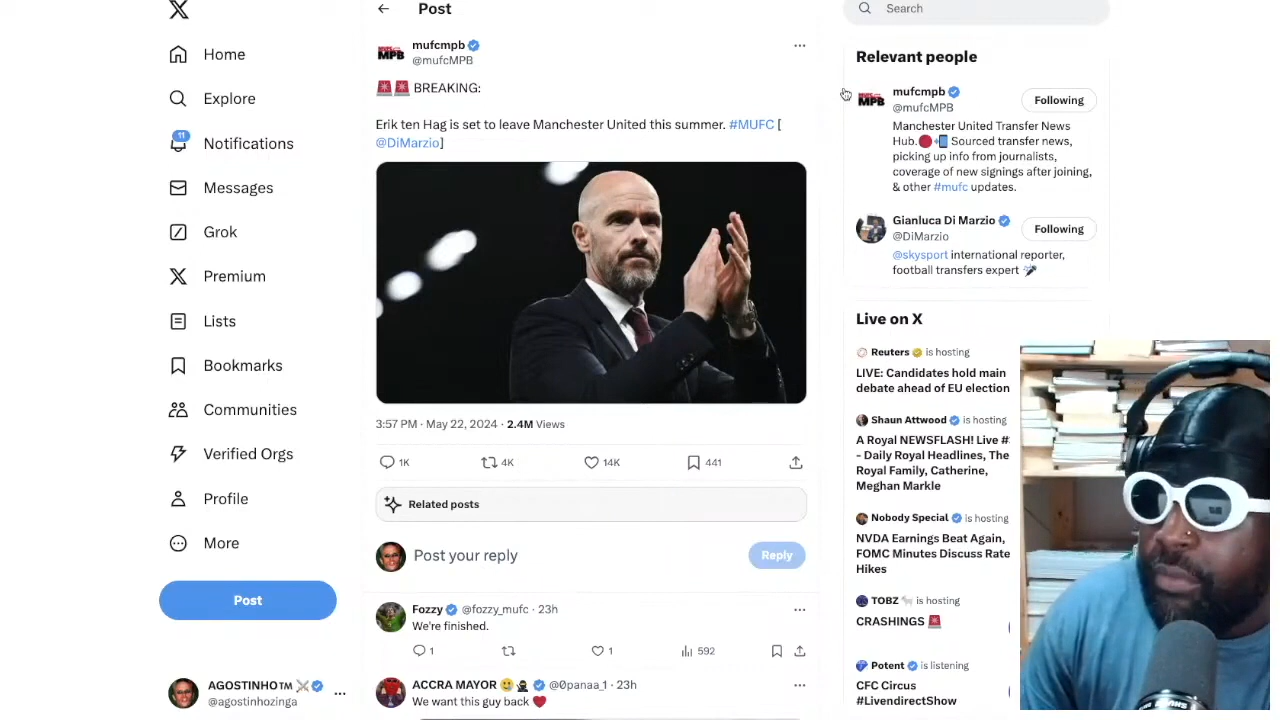 Post
Search
Home
Explore
11
Notifications
Messages
Grok
Premium
Lists
Bookmarks
Communities
Verified Orgs
Profile
More
Post
AGOSTINHO™
@agostinhozinga
MPB
mufcmpb
@mufcMPB
BREAKING:
Erik ten Hag is set to leave Manchester United this summer. #MUFC [
@DiMarzio]
3:57 PM · May 22, 2024 · 2.4M Views
1K
4K
14K
441
Related posts
Post your reply
Reply
Fozzy @fozzy_mufc · 23h
We're finished.
1
1
592
ACCRA MAYOR @0panaa_1 · 23h
We want this guy back
Relevant people
MPB
mufcmpb
@mufcMPB
Following
Manchester United Transfer News
Hub. Sourced transfer news,
picking up info from journalists,
coverage of new signings after joining,
& other #mufc updates.
Gianluca Di Marzio
@DiMarzio
Following
@skysport international reporter,
football transfers expert
Live on X
Reuters is hosting
LIVE: Candidates hold main
debate ahead of EU election
Shaun Attwood is hosting
A Royal NEWSFLASH! Live #
- Daily Royal Headlines, The
Royal Family, Catherine,
Meghan Markle
Nobody Special is hosting
NVDA Earnings Beat Again,
FOMC Minutes Discuss Rate
Hikes
TOBZ is hosting
CRASHINGS
Potent is listening
CFC Circus
#LivendirectShow